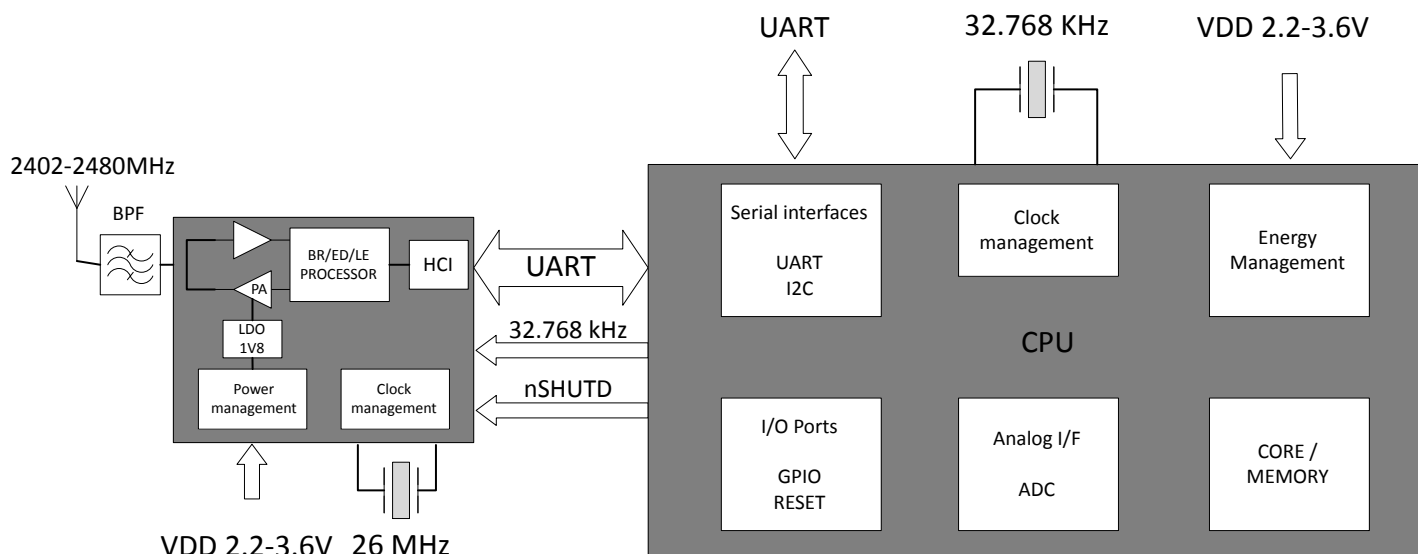 UART
32.768 KHz
VDD 2.2-3.6V
2402-2480MHz
BPF
BR/ED/LE
PROCESSOR
HCI
PA
LDO
1V8
Power
management
Clock
management
VDD 2.2-3.6V
26 MHz
UART
32.768 kHz
nSHUTD
Serial interfaces
UART
I2C
Clock
management
Energy
Management
CPU
I/O Ports
GPIO
RESET
Analog I/F
ADC
CORE /
MEMORY